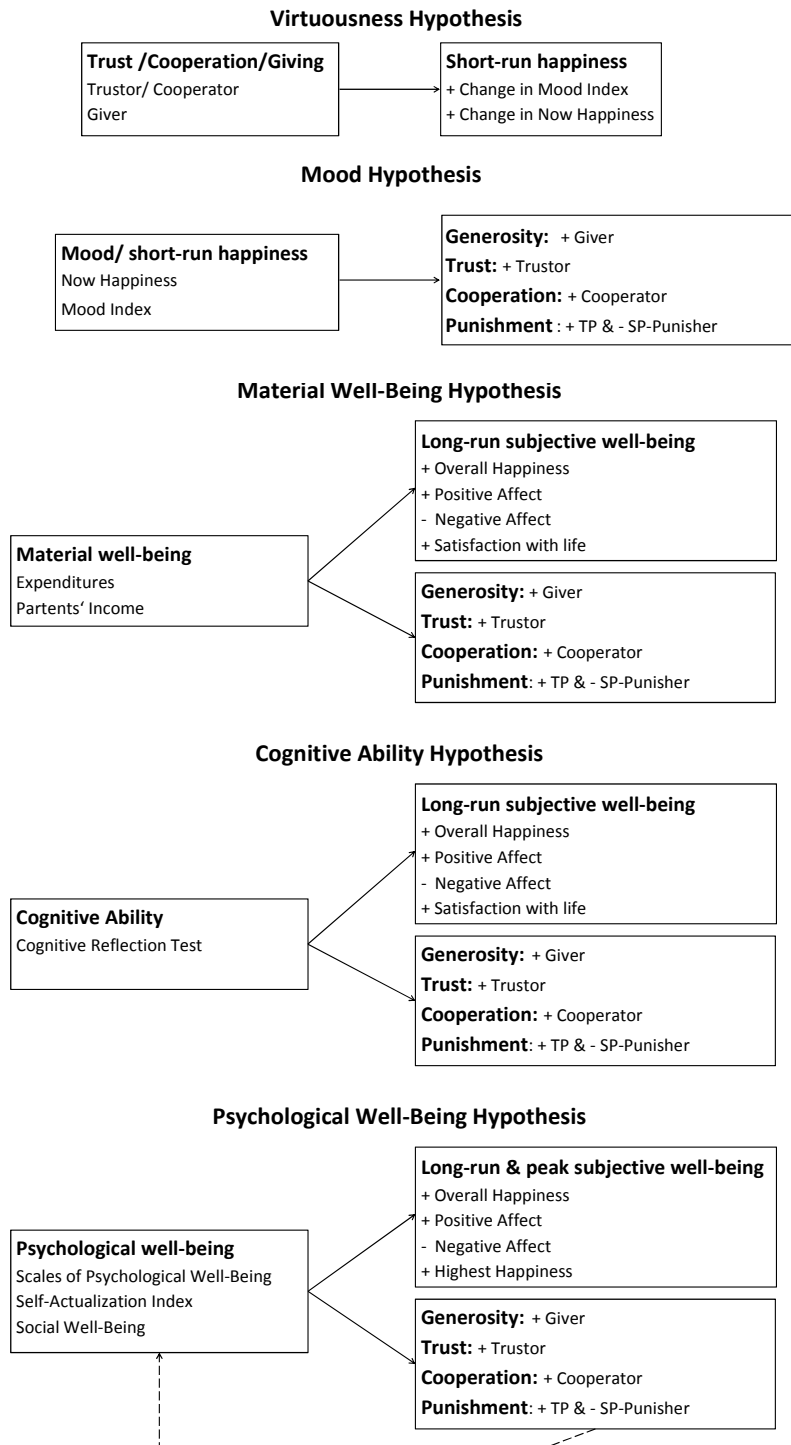 Virtuousness Hypothesis
Trust /Cooperation/Giving
Trustor/ Cooperator
Giver
Short-run happiness
+ Change in Mood Index
+ Change in Now Happiness
Mood Hypothesis
Mood/ short-run happiness
Now Happiness
Mood Index
Generosity: + Giver
Trust: + Trustor
Cooperation: + Cooperator
Punishment : + TP & - SP-Punisher
Material Well-Being Hypothesis
Material well-being
Expenditures
Partents‘ Income
Long-run subjective well-being
+ Overall Happiness
+ Positive Affect
- Negative Affect
+ Satisfaction with life
Generosity: + Giver
Trust: + Trustor
Cooperation: + Cooperator
Punishment: + TP & - SP-Punisher
Cognitive Ability Hypothesis
Cognitive Ability
Cognitive Reflection Test
Long-run subjective well-being
+ Overall Happiness
+ Positive Affect
- Negative Affect
+ Satisfaction with life
Generosity: + Giver
Trust: + Trustor
Cooperation: + Cooperator
Punishment: + TP & - SP-Punisher
Psychological Well-Being Hypothesis
Psychological well-being
Scales of Psychological Well-Being
Self-Actualization Index
Social Well-Being
Long-run & peak subjective well-being
+ Overall Happiness
+ Positive Affect
- Negative Affect
+ Highest Happiness
Generosity: + Giver
Trust: + Trustor
Cooperation: + Cooperator
Punishment: + TP & - SP-Punisher